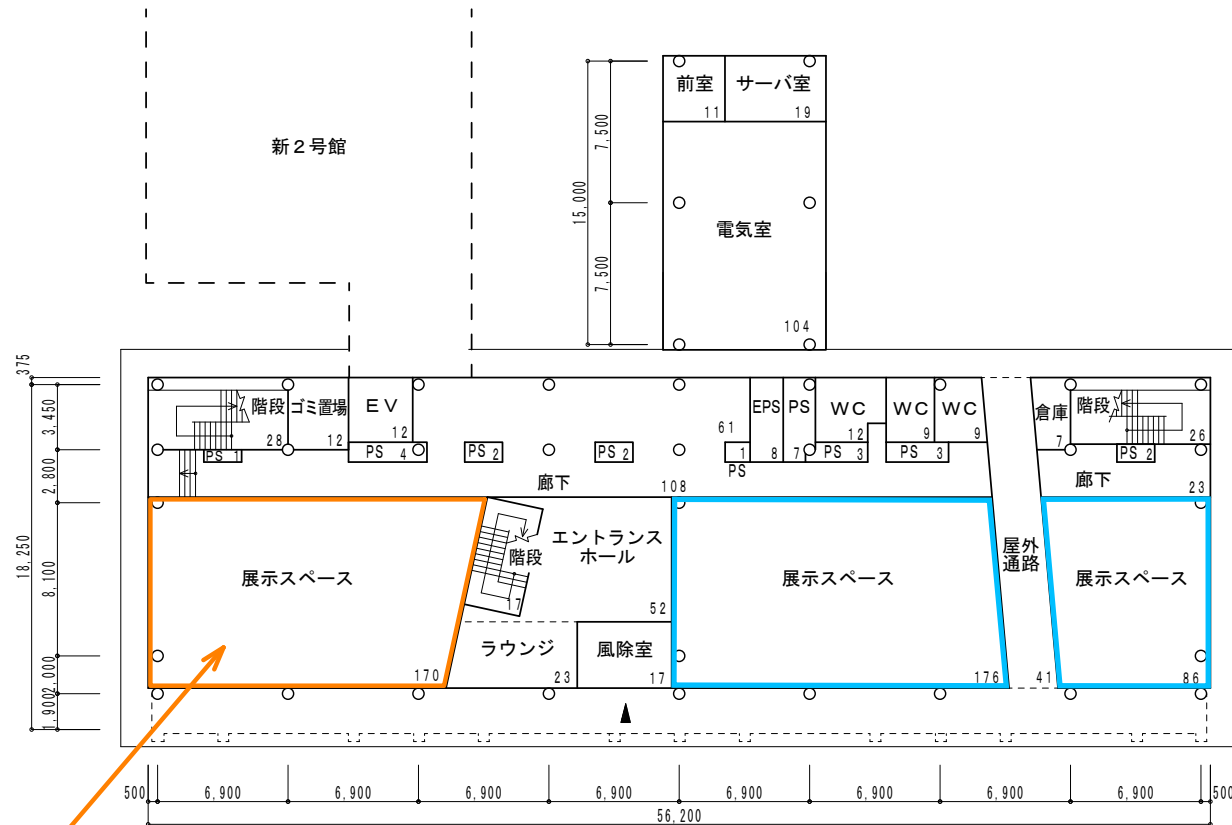 前室
サーバ室
11
19
7,500
15,000
7,500
新２号館
電気室
104
375
3,450
2,800
18,250
8,100
2,000
1,900
階段
28
ゴミ置場
12
ＥＶ
12
PS 1
PS 4
PS 2
PS 2
61
EPS
8
PS
7
1
PS
ＷＣ
12
PS 3
ＷＣ
9
ＷＣ
9
PS 3
倉庫
7
階段
26
PS 2
廊下
108
廊下
23
展示スペース
170
階段
17
エントランス
ホール
52
ラウンジ
23
風除室
17
展示スペース
176
屋外
通路
41
展示スペース
86
500
6,900
6,900
6,900
6,900
6,900
6,900
6,900
6,900
500
56,200